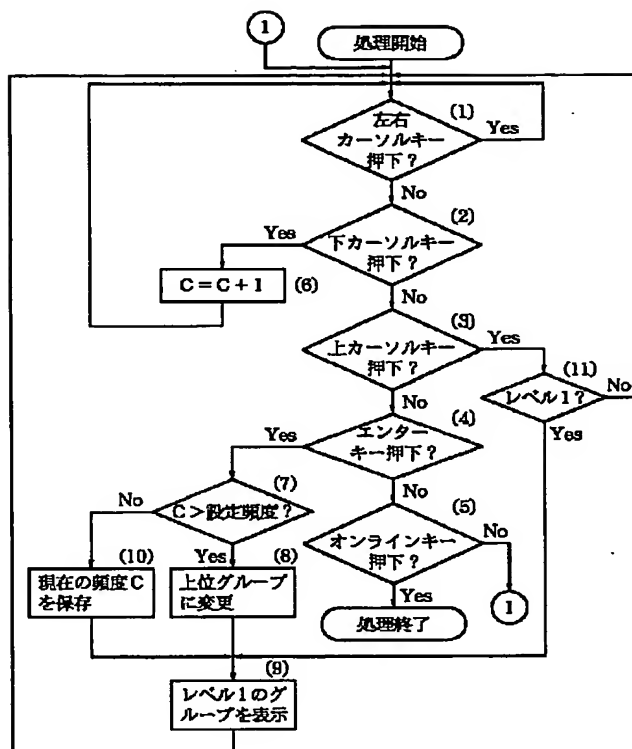 1
処理開始
(1)
左右
カーソルキー
押下?
Yes
No
(2)
Yes
下カーソルキー
押下?
C=C+1
(6)
No
(3)
上カーソルキー
押下?
Yes
(11)
レベル1?
No
Yes
No
(4)
Yes
エンター
キー押下?
(7)
No
C>設定頻度?
No
(5)
オンラインキー
押下?
No
(10)
現在の頻度C
を保存
Yes
(8)
上位グループ
に変更
Yes
1
処理終了
(9)
レベル1のグ
ループを表示